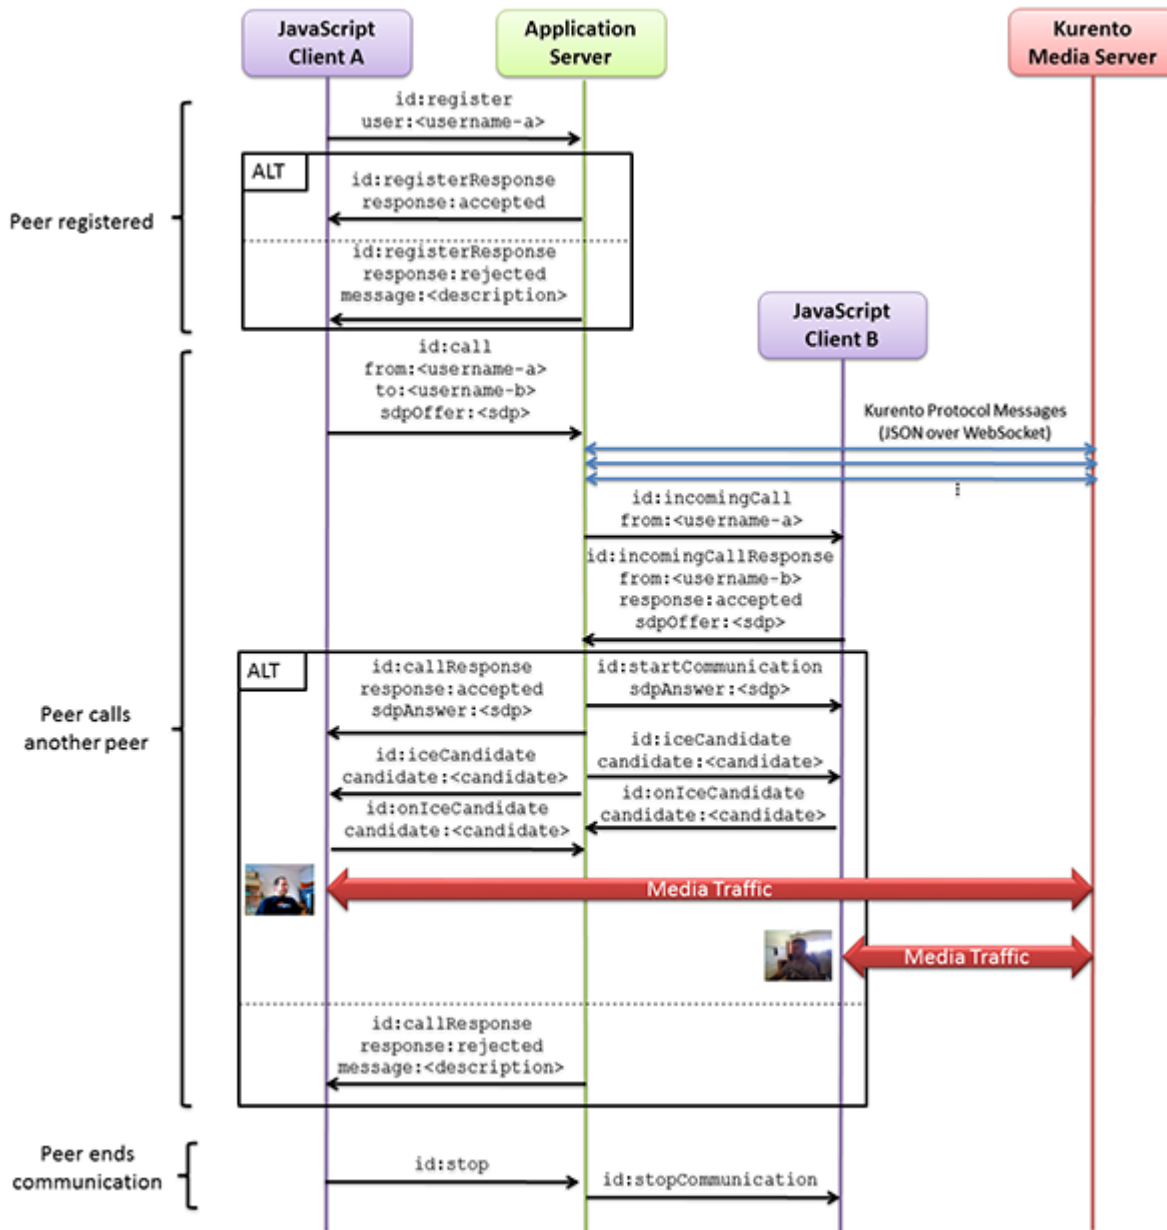 JavaScript
Client A
Application
Server
Kurento
Media Server
id:register
user:<username-a>
ALT
id:registerResponse
response:accepted
Peer registered
id:registerResponse
response:rejected
message:<description>
JavaScript
Client B
id:call
from:<username-a>
to:<username-b>
sdpOffer:<sdp>
Kurento Protocol Messages
(JSON over WebSocket)
⋮
id:incomingCall
from:<username-a>
id:incomingCallResponse
from:<username-b>
response:accepted
sdpOffer:<sdp>
ALT
id:callResponse
response:accepted
sdpAnswer:<sdp>
id:startCommunication
sdpAnswer:<sdp>
Peer calls
another peer
id:iceCandidate
candidate:<candidate>
id:iceCandidate
candidate:<candidate>
id:onIceCandidate
candidate:<candidate>
id:onIceCandidate
candidate:<candidate>
Media Traffic
Media Traffic
id:callResponse
response:rejected
message:<description>
Peer ends
communication
id:stop
id:stopCommunication